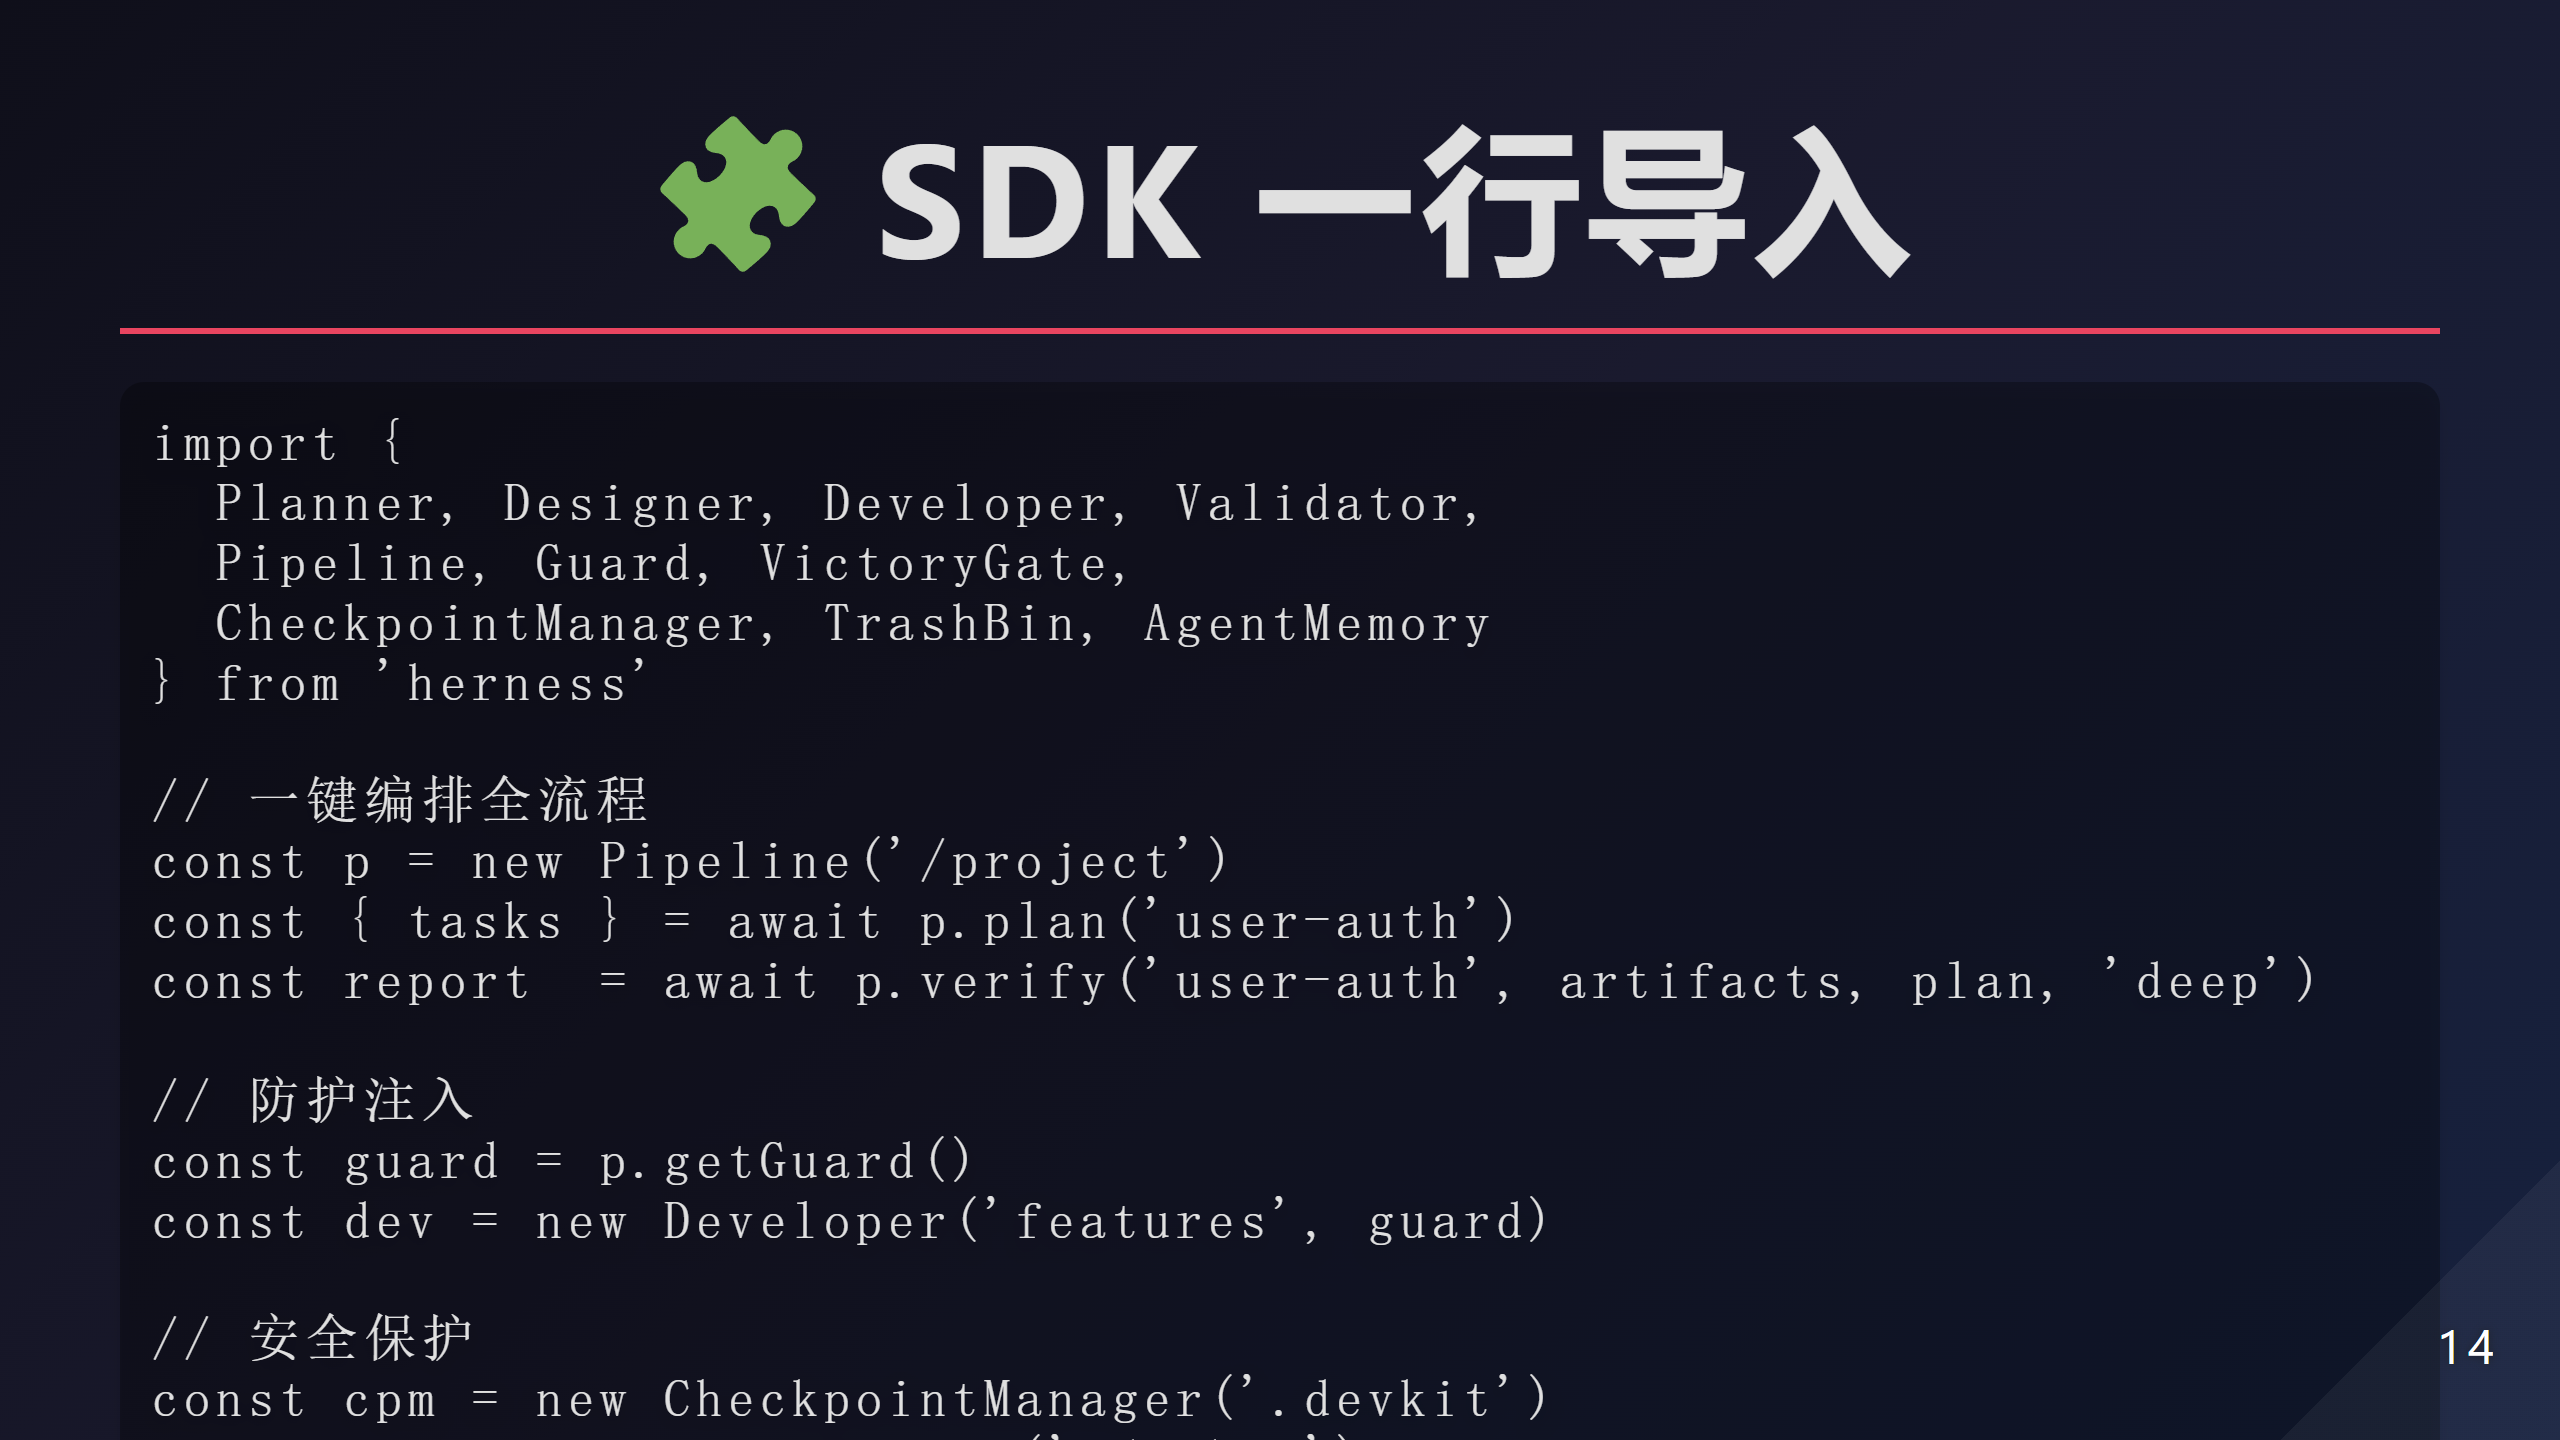 SDK 一行导入
import {
  Planner, Designer, Developer, Validator,
  Pipeline, Guard, VictoryGate,
  CheckpointManager, TrashBin, AgentMemory
} from 'herness'
// 一键编排全流程
const p = new Pipeline('/project')
const { tasks } = await p.plan('user-auth')
const report  = await p.verify('user-auth', artifacts, plan, 'deep')
// 防护注入
const guard = p.getGuard()
const dev = new Developer('features', guard)
// 安全保护
const cpm = new CheckpointManager('.devkit')
14